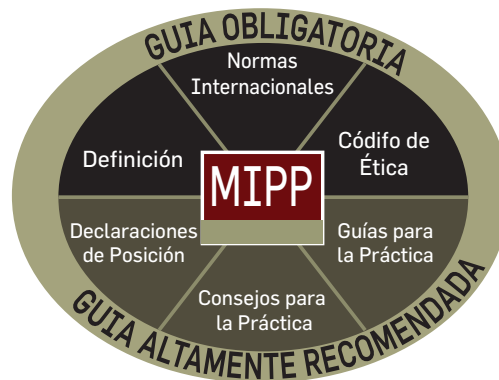 GUIA OBLIGATORIA
Normas
Internacionales
Definición
Códifo de
Ética
MIPP
Declaraciones
de Posición
Guías para
la Práctica
Consejos para
la Práctica
GUIA ALTAMENTE RECOMENDADA